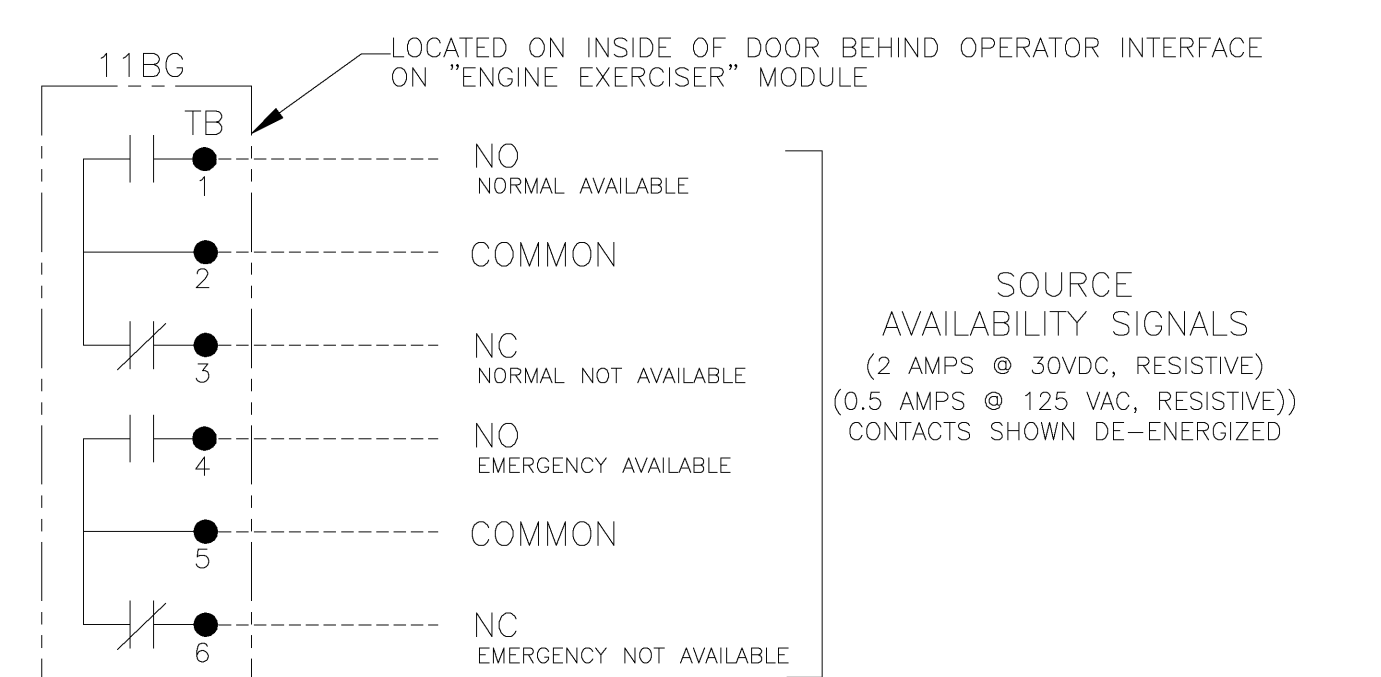 11BG
LOCATED ON INSIDE OF DOOR BEHIND OPERATOR INTERFACE
ON "ENGINE EXERCISER" MODULE
TB
1
NO
NORMAL AVAILABLE
2
COMMON
3
NC
NORMAL NOT AVAILABLE
4
NO
EMERGENCY AVAILABLE
5
COMMON
6
NC
EMERGENCY NOT AVAILABLE
SOURCE
AVAILABILITY SIGNALS
(2 AMPS @ 30VDC, RESISTIVE)
(0.5 AMPS @ 125 VAC, RESISTIVE))
CONTACTS SHOWN DE-ENERGIZED